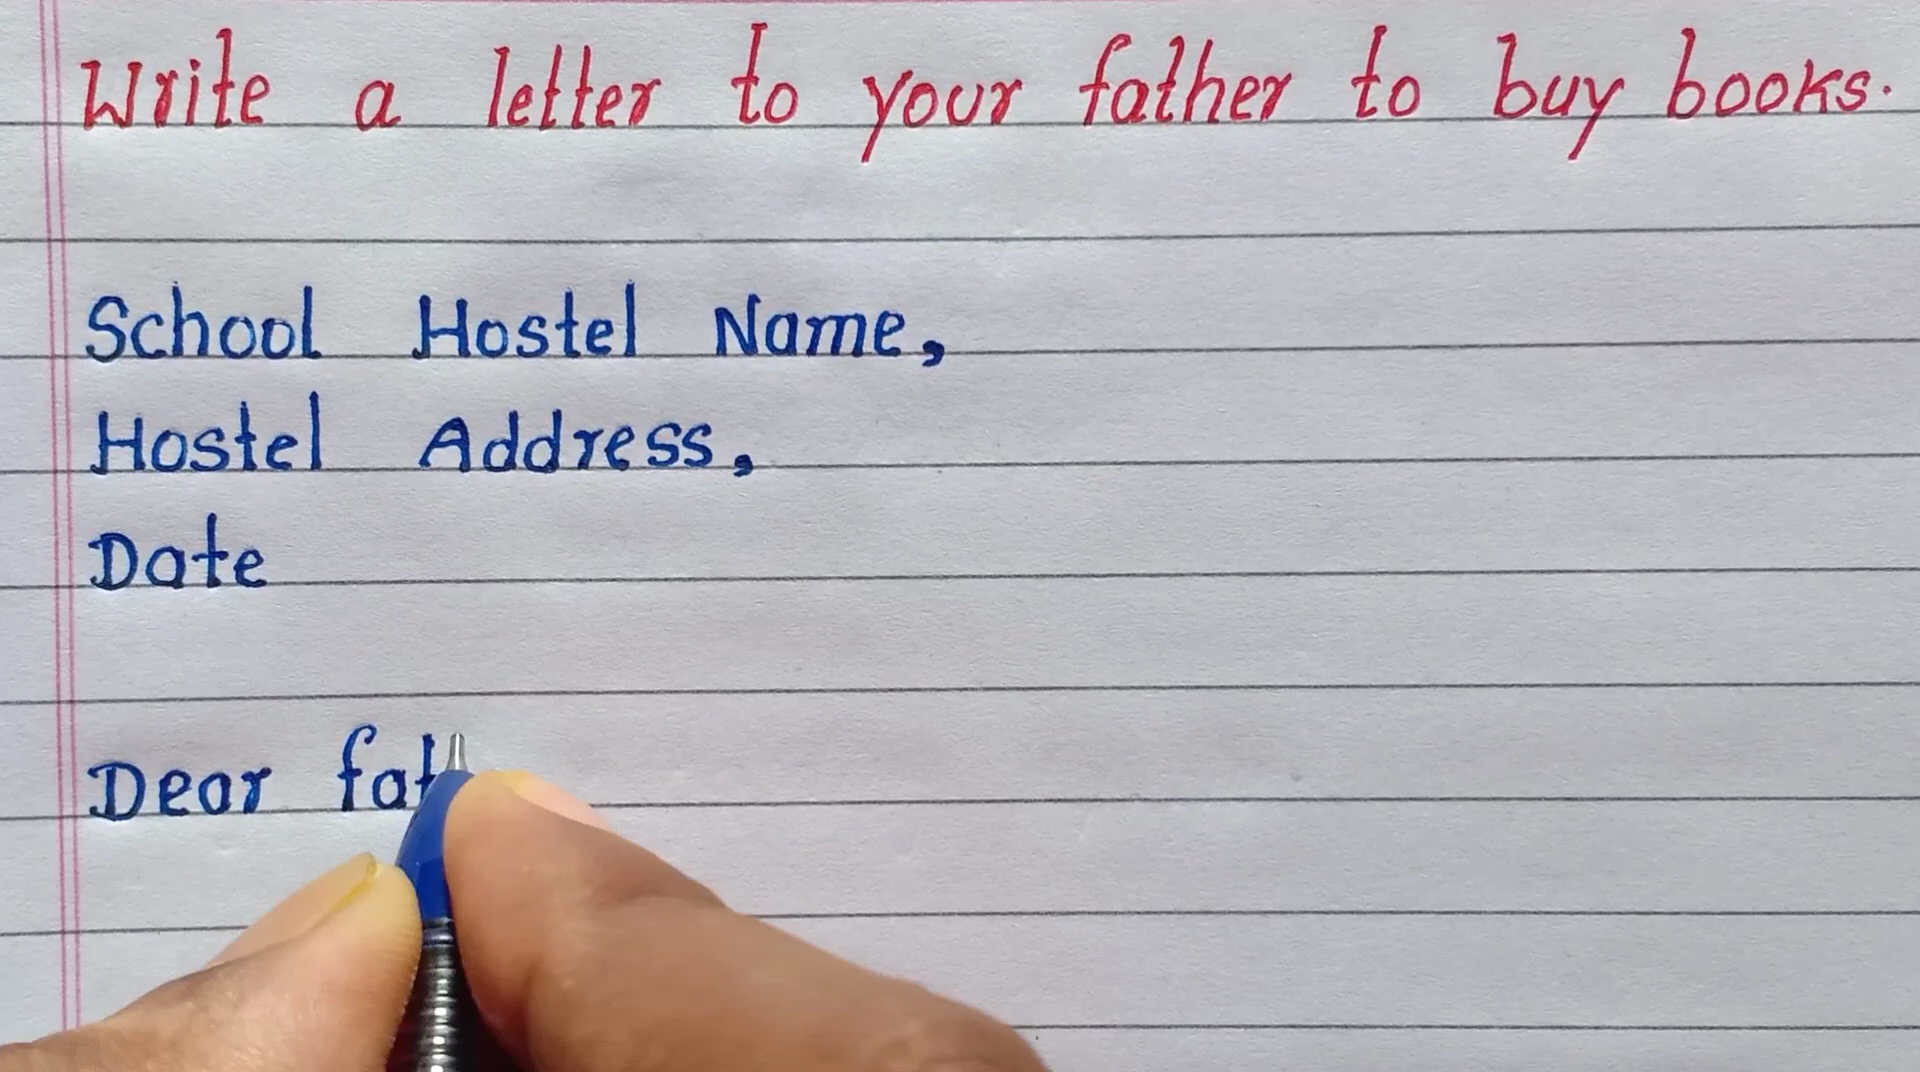 Write a letter to your father to buy books.
School Hostel Name,
Hostel Address,
Date
Dear fat